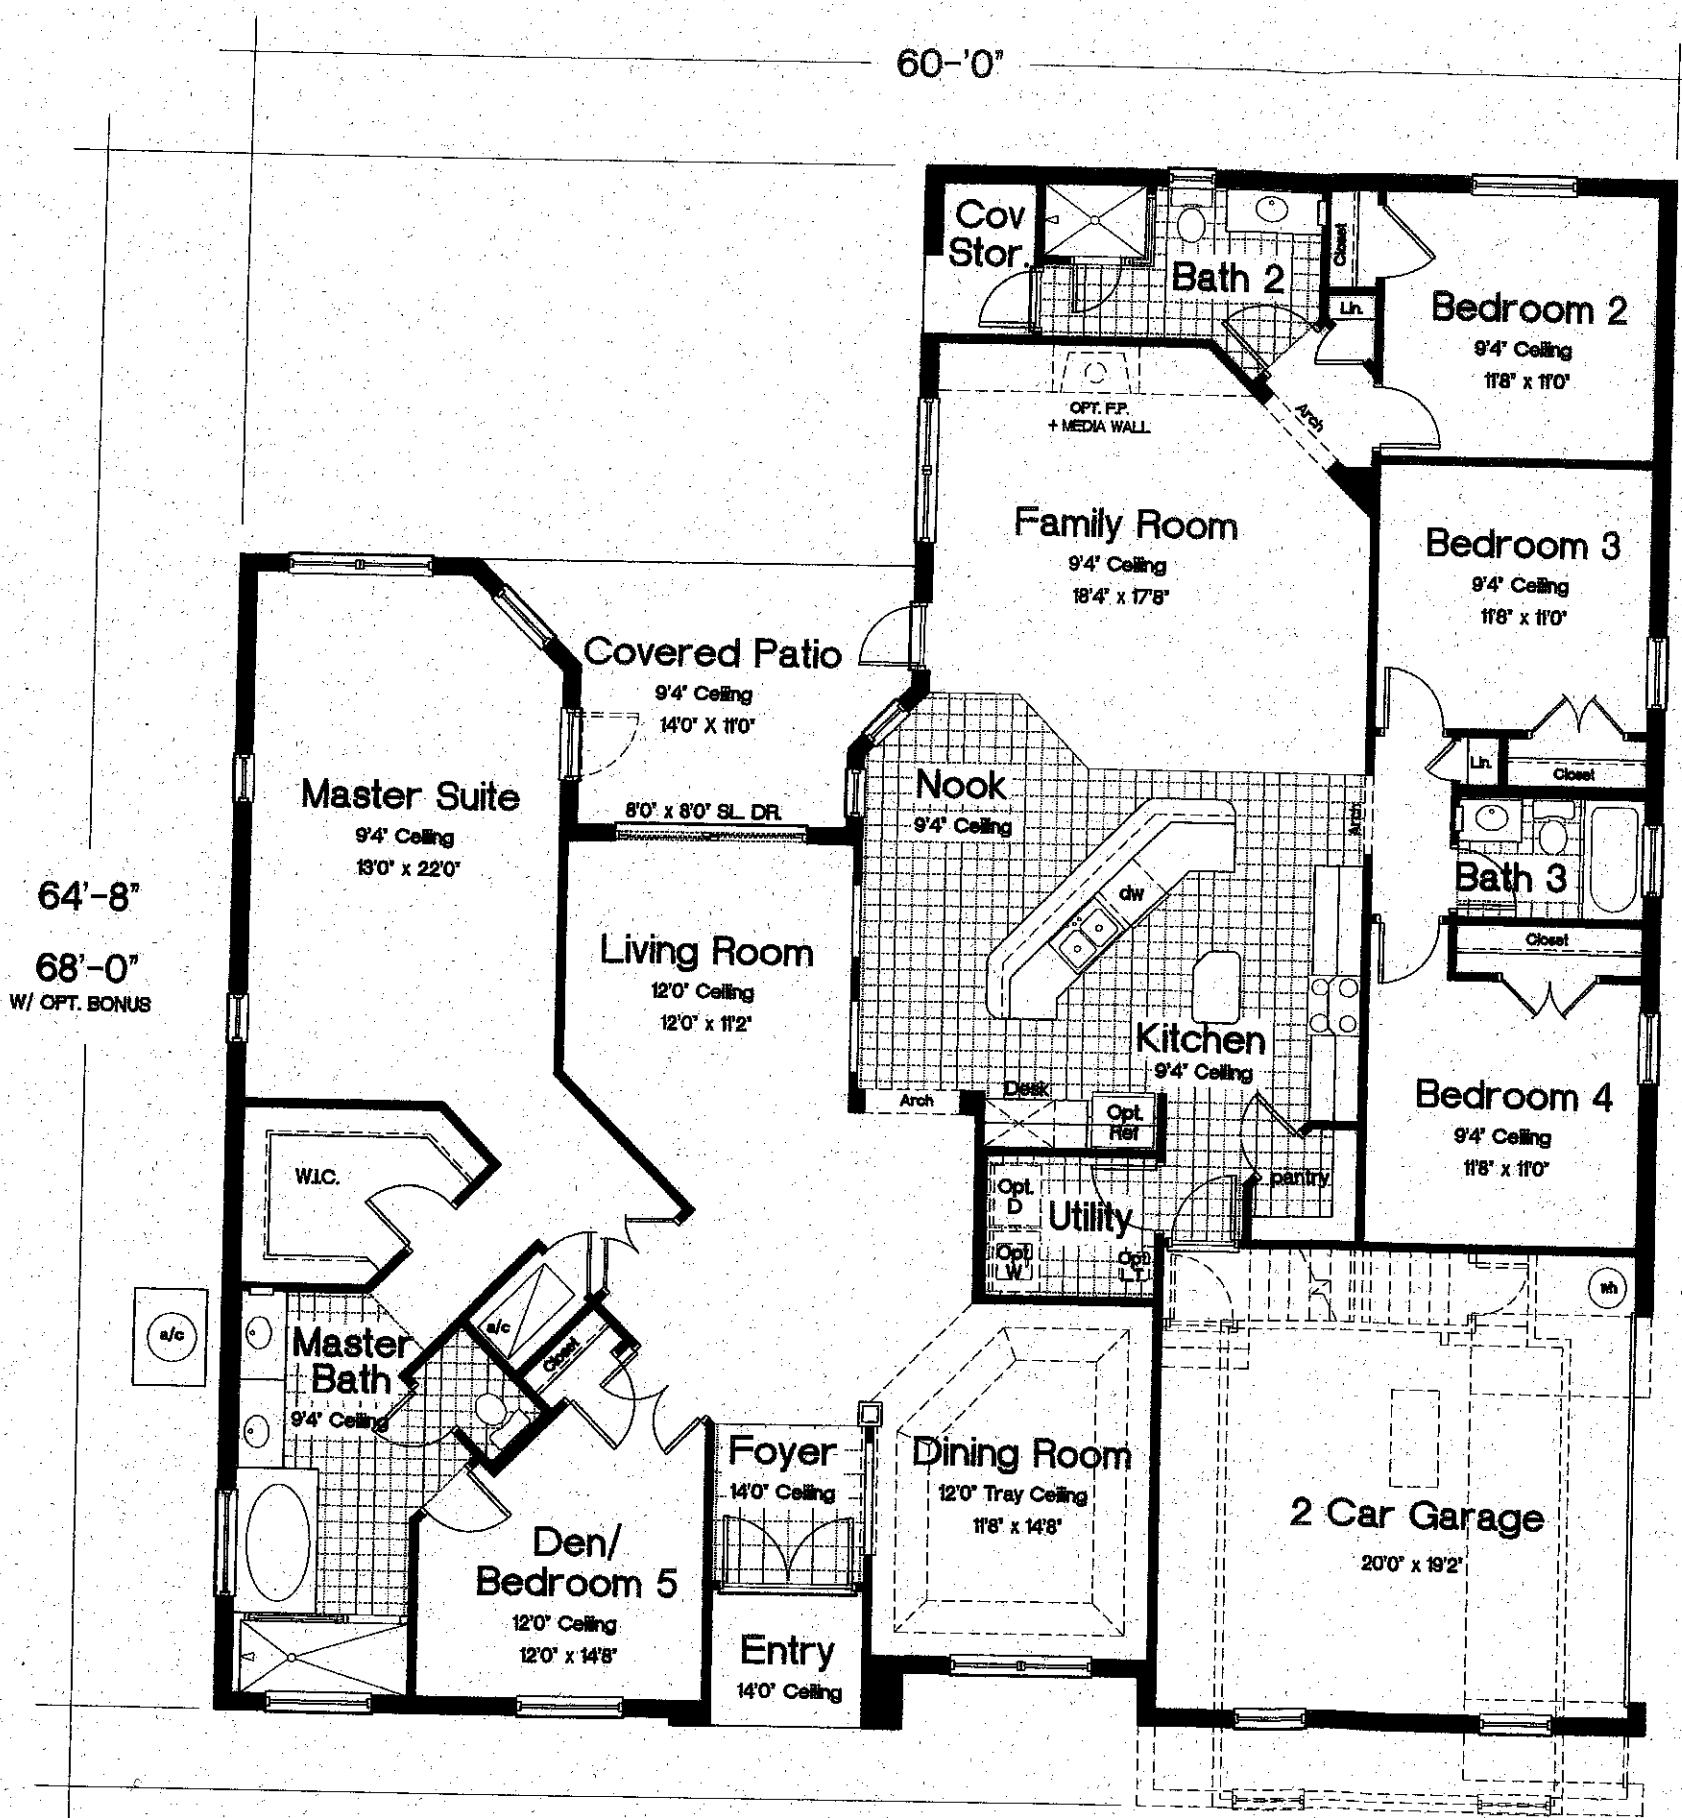 60-'0"
Cov
Stor.
Bath 2
Closet
Lin.
Bedroom 2
9'4" Ceiling
11'8" x 11'0"
OPT. F.P.
+ MEDIA WALL
Arch
Family Room
9'4" Ceiling
18'4" x 17'8"
Bedroom 3
9'4" Ceiling
11'8" x 11'0"
Covered Patio
9'4" Ceiling
14'0" X 11'0"
8'0" x 8'0" SL. DR.
Master Suite
9'4" Ceiling
13'0" x 22'0"
Nook
9'4" Ceiling
Arch
Lin.
Closet
Bath 3
Closet
64'-8"
68'-0"
W/ OPT. BONUS
Living Room
12'0" Ceiling
12'0" x 11'2"
dw
Kitchen
9'4" Ceiling
Arch
Desk
Opt.
Ref
Bedroom 4
9'4" Ceiling
11'8" x 11'0"
W.I.C.
pantry
Opt.
D
Utility
Opt
W
Opt
LT
wh
a/c
Master
Bath
9'4" Ceiling
a/c
Closet
Foyer
14'0" Ceiling
Dining Room
12'0" Tray Ceiling
11'8" x 14'8"
2 Car Garage
20'0" x 19'2"
Den/
Bedroom 5
12'0" Ceiling
12'0" x 14'8"
Entry
14'0" Ceiling